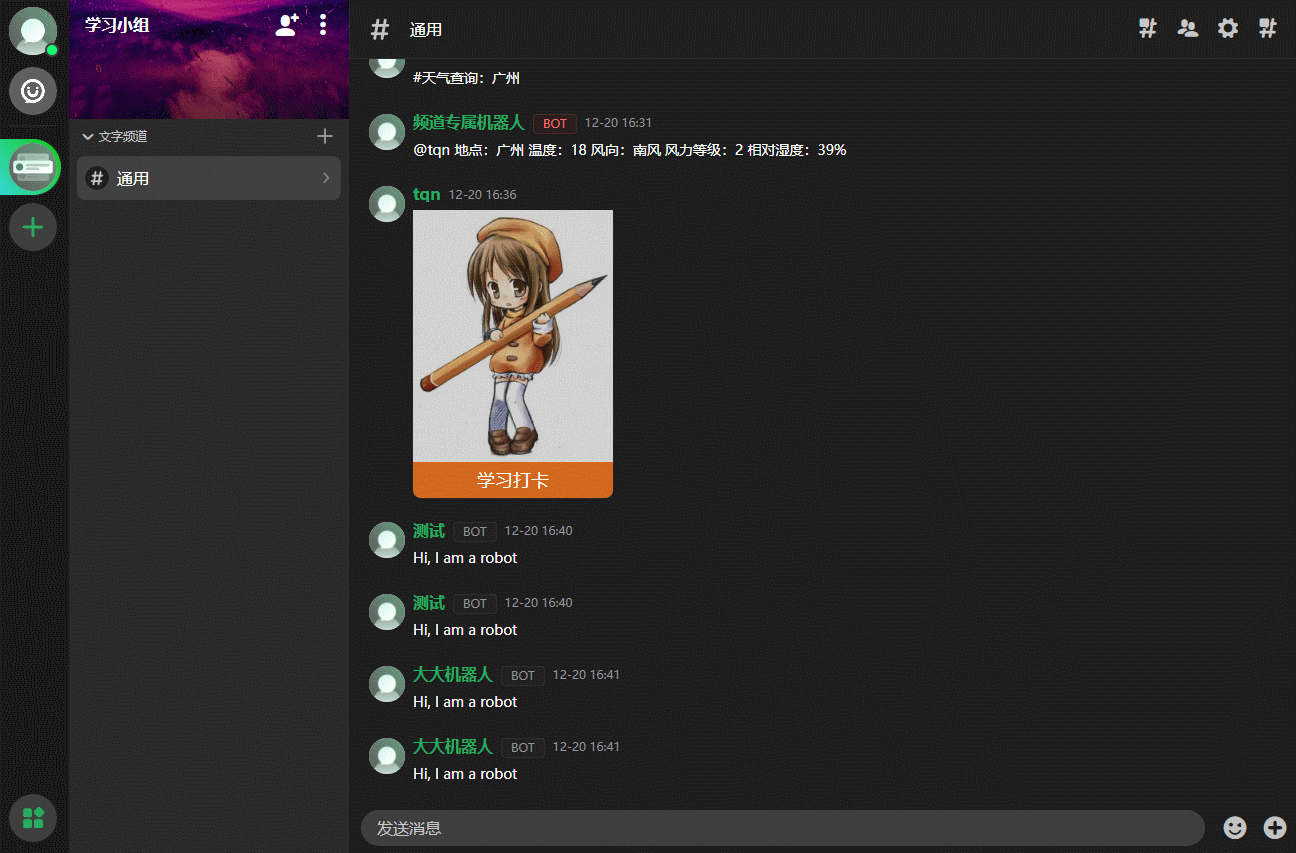 学习小组
文字频道
# 通用
# 通用
#天气查询：广州
频道专属机器人 BOT 12-20 16:31
@tqn 地点：广州 温度：18 风向：南风 风力等级：2 相对湿度：39%
tqn 12-20 16:36
学习打卡
测试 BOT 12-20 16:40
Hi, I am a robot
测试 BOT 12-20 16:40
Hi, I am a robot
大大机器人 BOT 12-20 16:41
Hi, I am a robot
大大机器人 BOT 12-20 16:41
Hi, I am a robot
发送消息